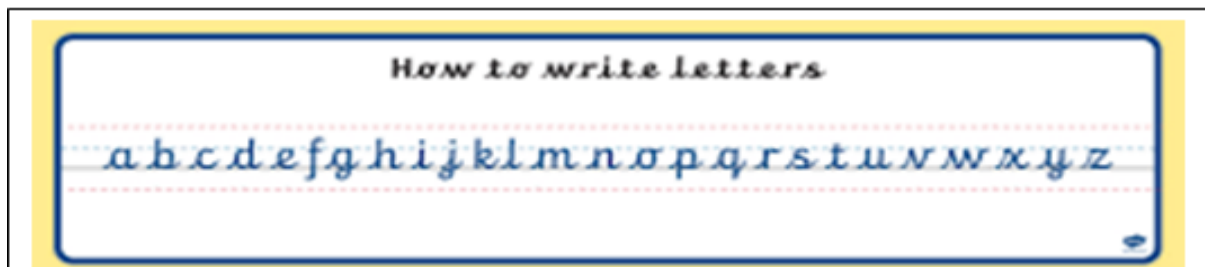 How to write letters
a b c d e f g h i j k l m n o p q r s t u v w x y z